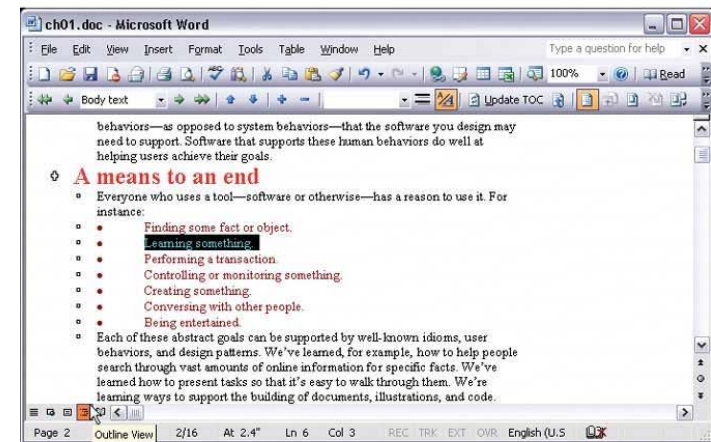 ch01.doc - Microsoft Word
File Edit View Insert Format Tools Table Window Help Type a question for help
100% Read
Body text Update TOC
behaviors—as opposed to system behaviors—that the software you design may
need to support. Software that supports these human behaviors do well at
helping users achieve their goals.
A means to an end
Everyone who uses a tool—software or otherwise—has a reason to use it. For
instance:
• Finding some fact or object.
• Learning something.
• Performing a transaction.
• Controlling or monitoring something.
• Creating something.
• Conversing with other people.
• Being entertained.
Each of these abstract goals can be supported by well-known idioms, user
behaviors, and design patterns. We've learned, for example, how to help people
search through vast amounts of online information for specific facts. We've
learned how to present tasks so that it's easy to walk through them. We're
learning ways to support the building of documents, illustrations, and code.
Page 2 Outline View 2/16 At 2.4" Ln 6 Col 3 REC TRK EXT OVR English (U.S